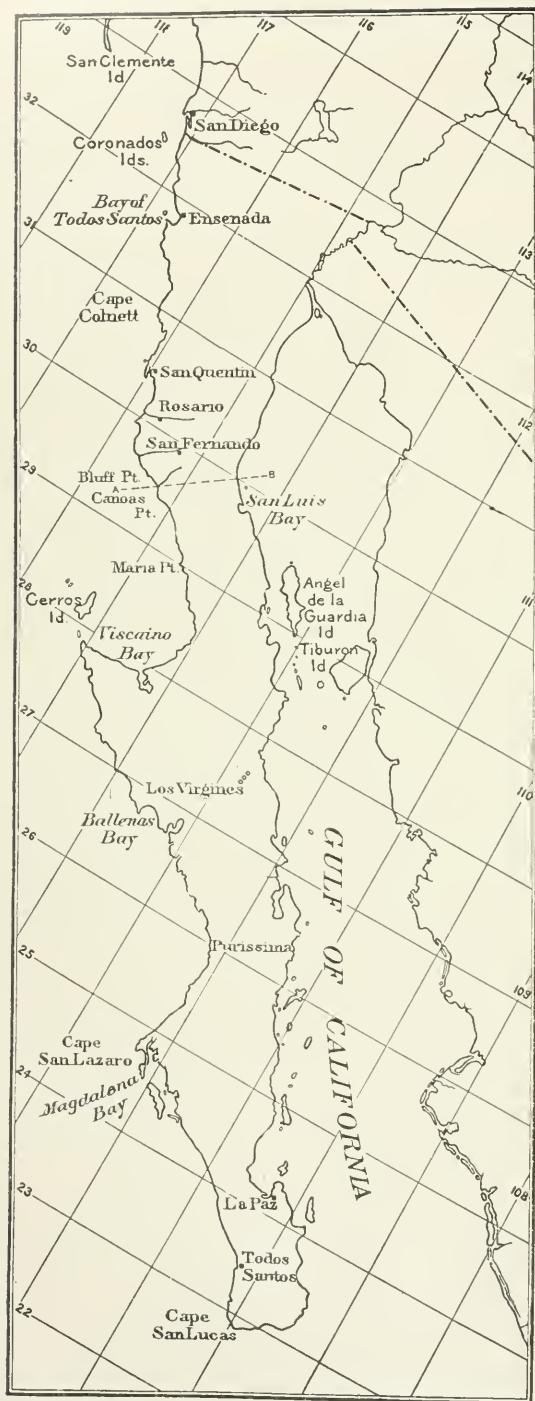 119
118
117
116
115
San Clemente
Id
114
32
San Diego
Coronados
Ids.
Bay of
Todos Santos
Ensenada
31
113
Cape
Colnett
30
San Quentin
112
Rosario
San Fernando
29
Bluff Pt.
A
B
Canoas
Pt.
San Luis
Bay
Maria Pt.
28
Angel
de la
Guardia
Id
111
Cerros
Id.
Viscaino
Bay
Tiburon
Id
27
Los Virgines
110
Ballenas
Bay
26
GULF OF CALIFORNIA
25
Purissima
109
Cape
San Lazaro
24
Magdalona
Bay
108
23
La Paz
Todos
Santos
22
Cape
San Lucas